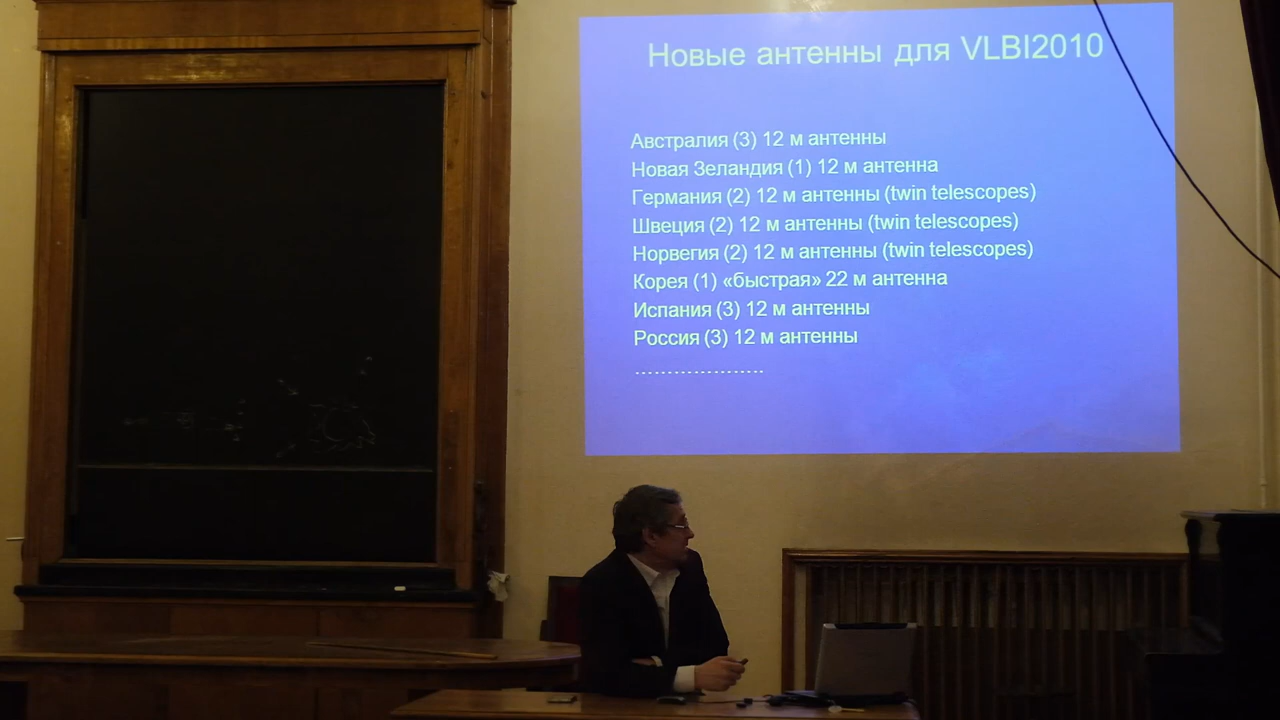 Новые антенны для VLBI2010
Австралия (3) 12 м антенны
Новая Зеландия (1) 12 м антенна
Германия (2) 12 м антенны (twin telescopes)
Швеция (2) 12 м антенны (twin telescopes)
Норвегия (2) 12 м антенны (twin telescopes)
Корея (1) «быстрая» 22 м антенна
Испания (3) 12 м антенны
Россия (3) 12 м антенны
………………..